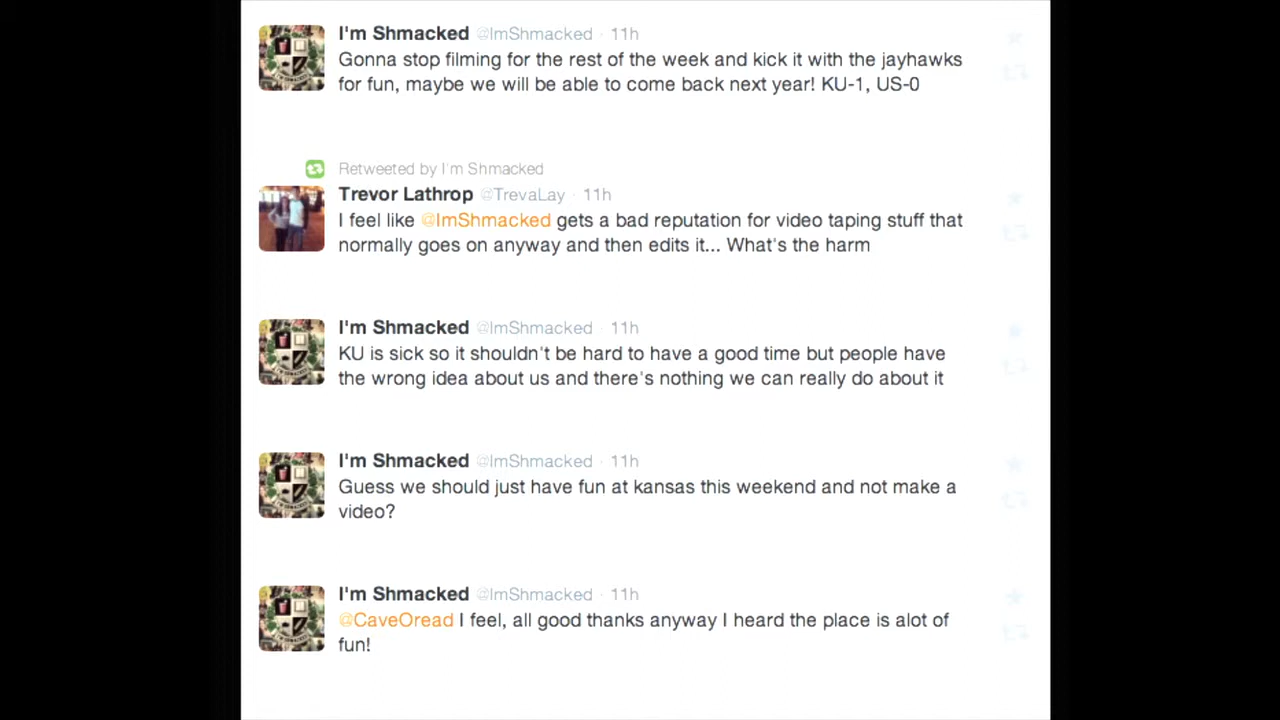 I'm Shmacked @ImShmacked · 11h
Gonna stop filming for the rest of the week and kick it with the jayhawks
for fun, maybe we will be able to come back next year! KU-1, US-0
Retweeted by I'm Shmacked
Trevor Lathrop @TrevaLay · 11h
I feel like @ImShmacked gets a bad reputation for video taping stuff that
normally goes on anyway and then edits it... What's the harm
I'm Shmacked @ImShmacked · 11h
KU is sick so it shouldn't be hard to have a good time but people have
the wrong idea about us and there's nothing we can really do about it
I'm Shmacked @ImShmacked · 11h
Guess we should just have fun at kansas this weekend and not make a
video?
I'm Shmacked @ImShmacked · 11h
@CaveOread I feel, all good thanks anyway I heard the place is alot of
fun!